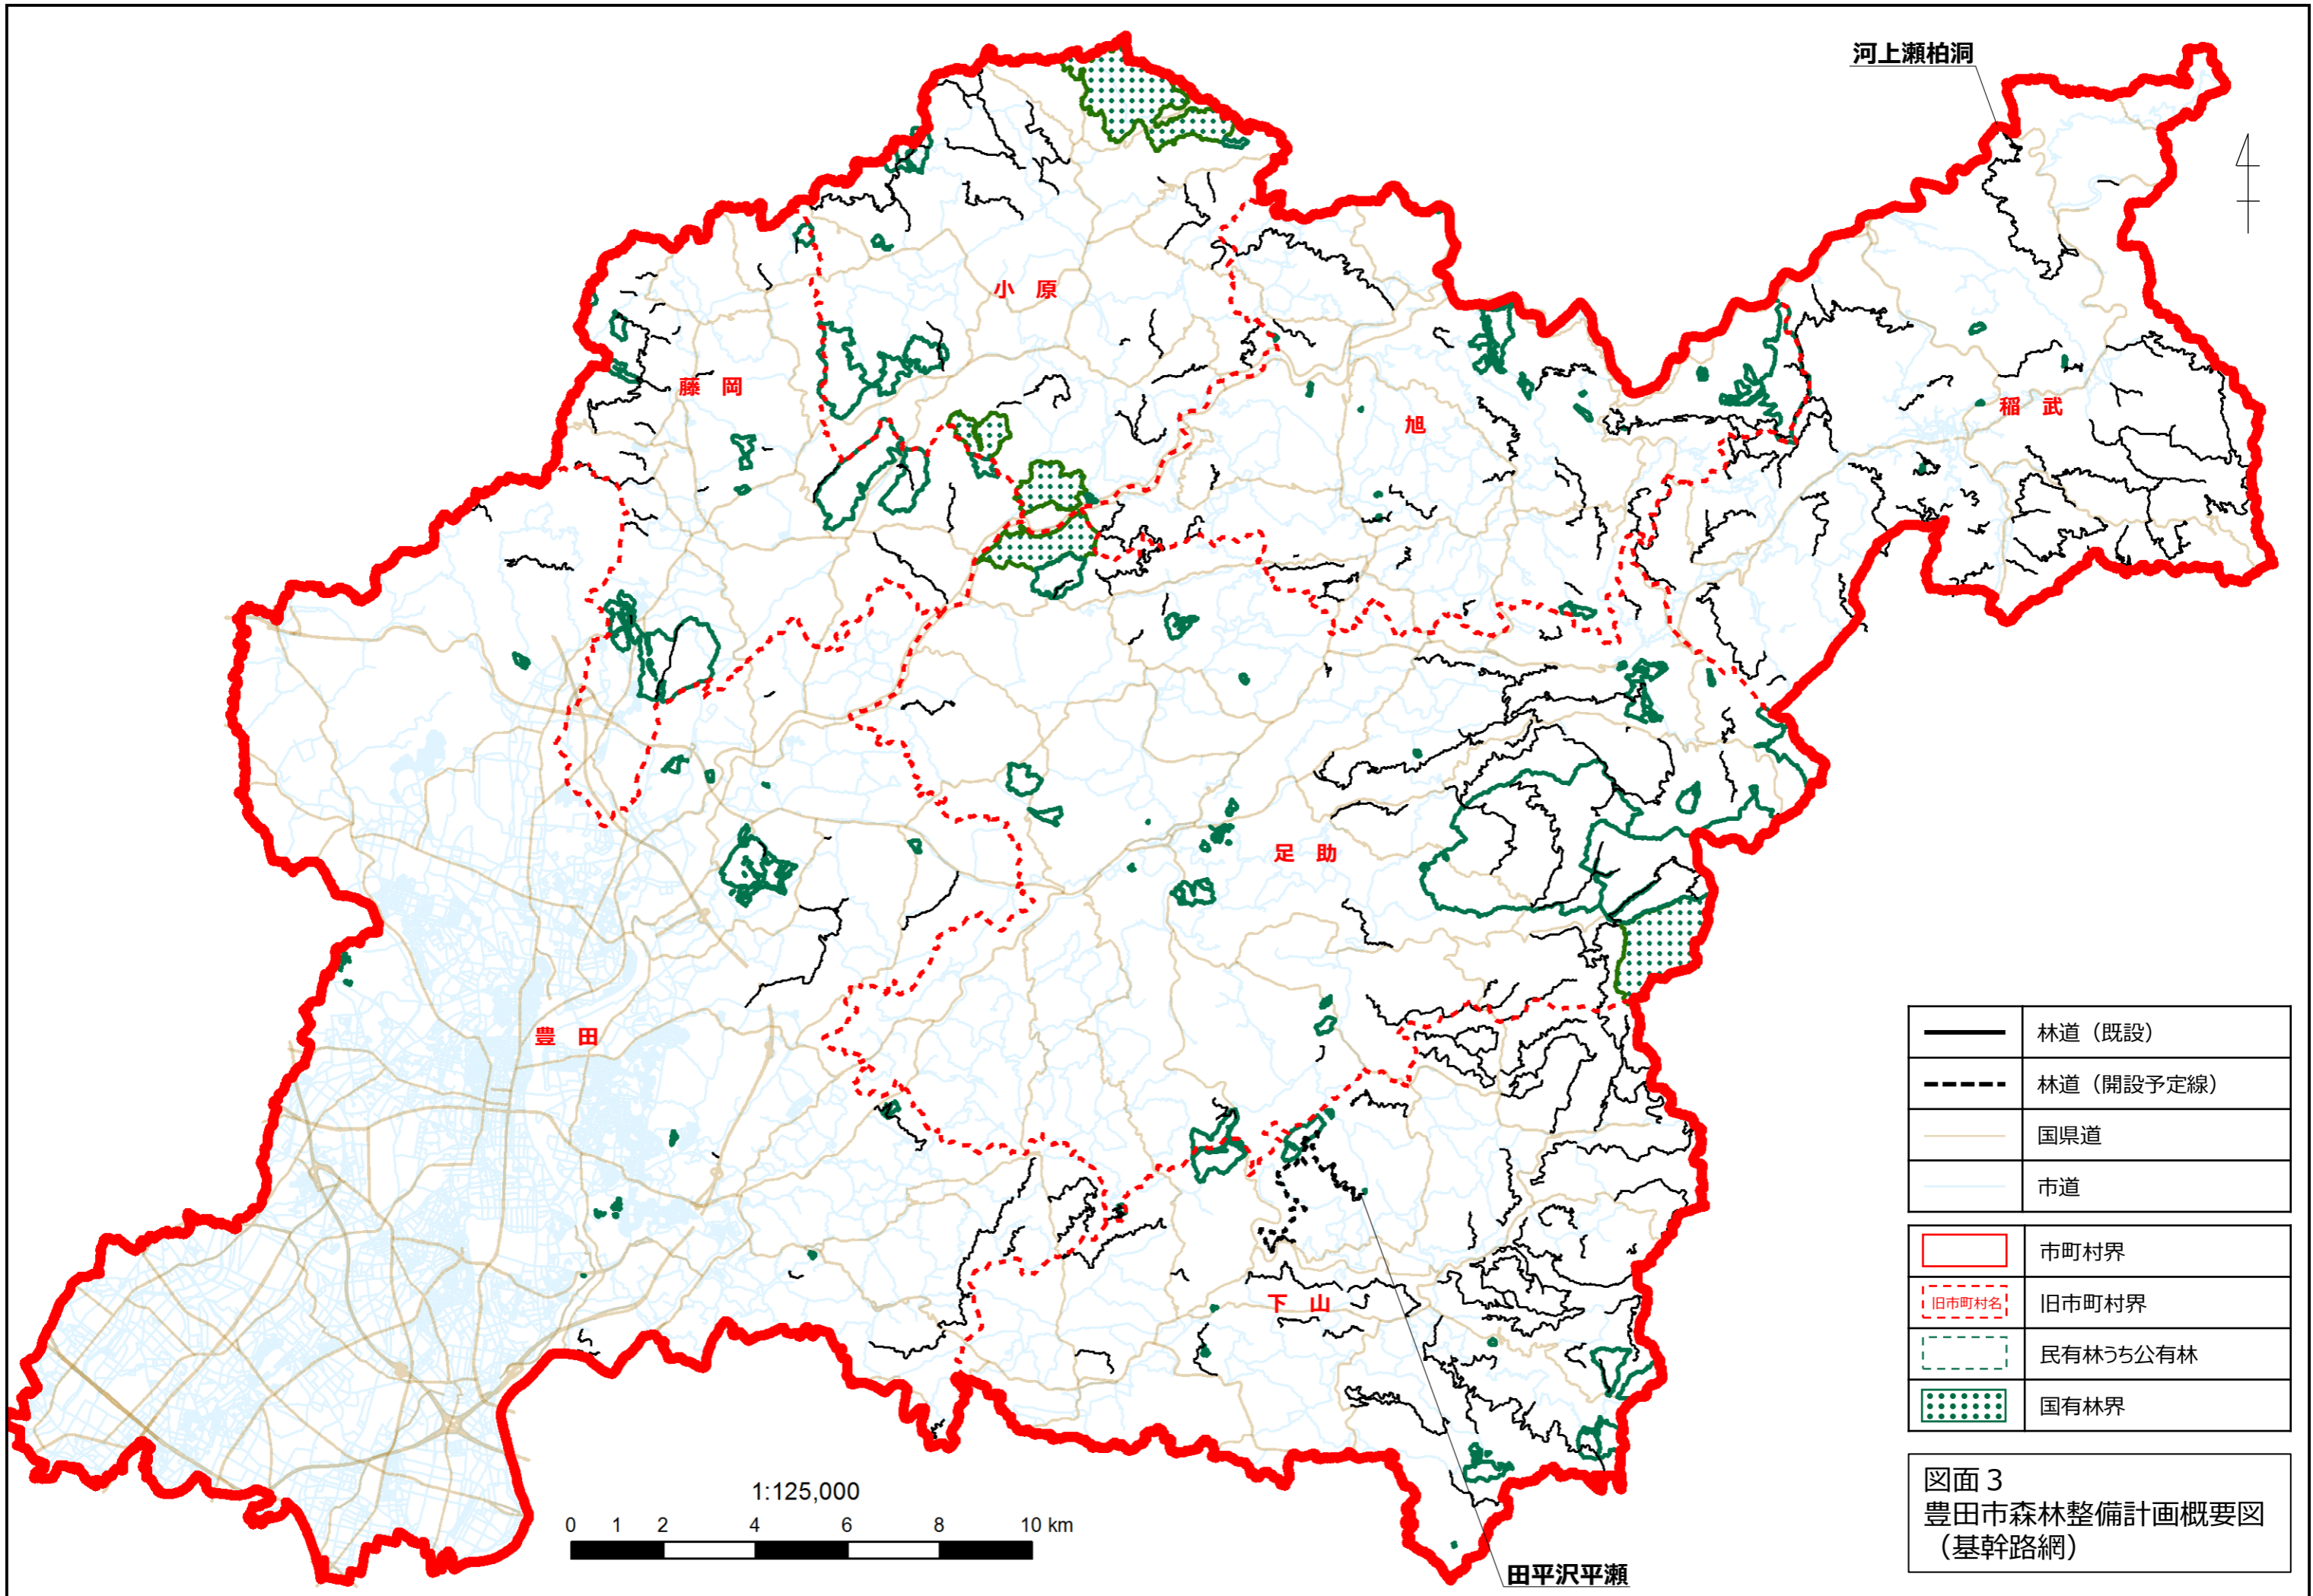 河上瀬柏洞
小原
藤岡
旭
稲武
足助
豊田
下山
林道（既設）
林道（開設予定線）
国県道
市道
市町村界
旧市町村名 旧市町村界
民有林うち公有林
国有林界
図面３
豊田市森林整備計画概要図
（基幹路網）
1:125,000
0 1 2 4 6 8 10 km
田平沢平瀬